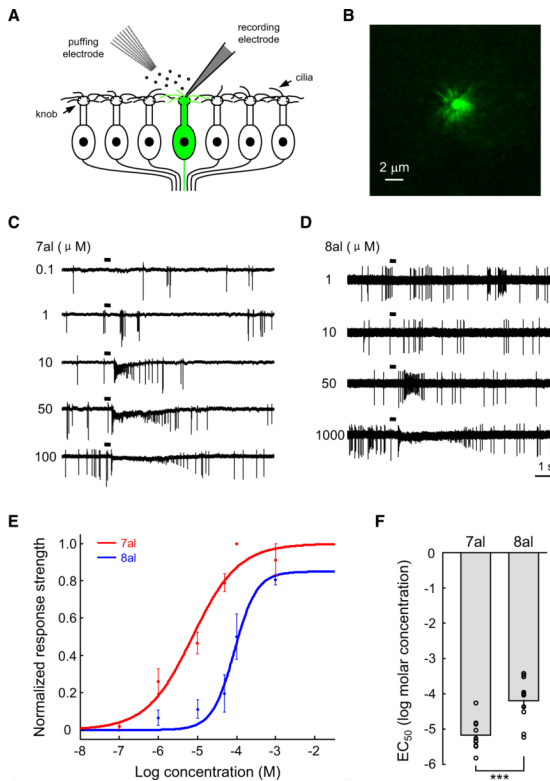 A
puffing
electrode
recording
electrode
cilia
knob
B
2 μm
C
7al (μM)
0.1
1
10
50
100
D
8al (μM)
1
10
50
1000
1 s
E
7al
8al
Normalized response strength
1.0
0.8
0.6
0.4
0.2
0
-8 -7 -6 -5 -4 -3 -2
Log concentration (M)
F
7al 8al
EC50 (log molar concentration)
0
-1
-2
-3
-4
-5
-6
***